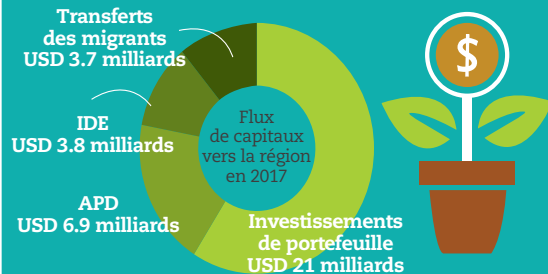 Transferts
des migrants
USD 3.7 milliards
IDE
USD 3.8 milliards
APD
USD 6.9 milliards
Flux
de capitaux
vers la région
en 2017
Investissements
de portefeuille
USD 21 milliards
$